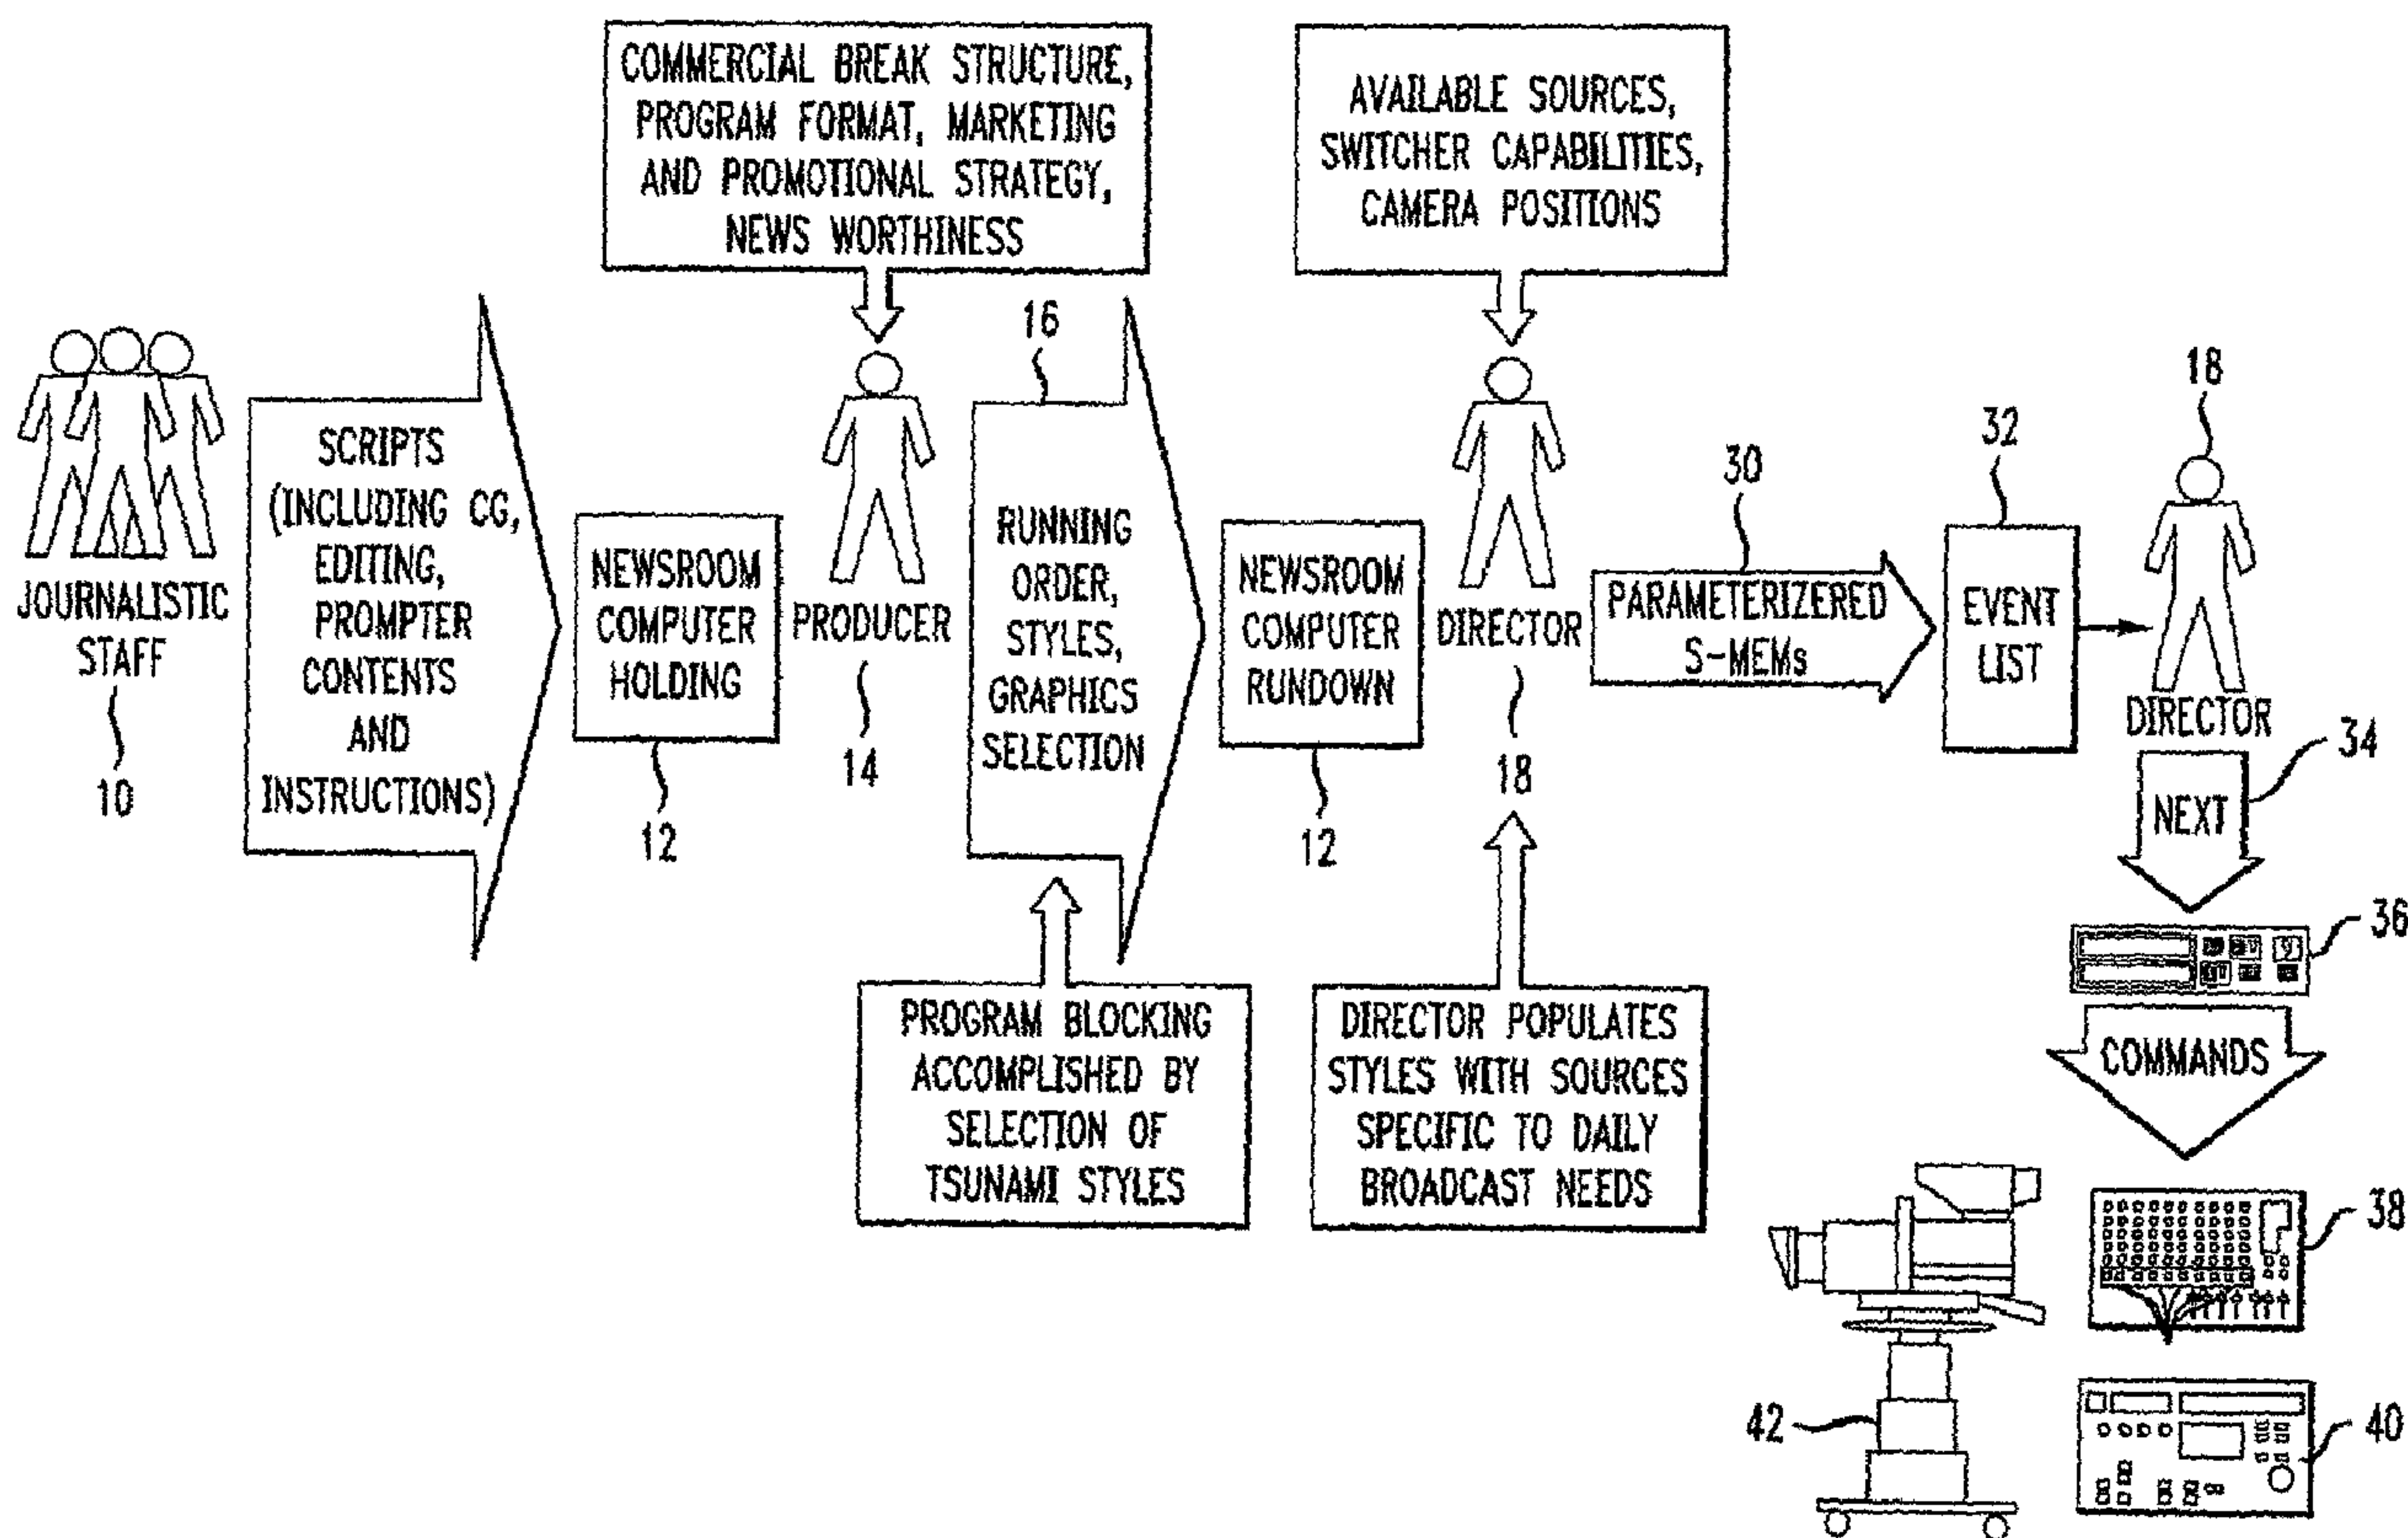 COMMERCIAL BREAK STRUCTURE,
PROGRAM FORMAT, MARKETING
AND PROMOTIONAL STRATEGY,
NEWS WORTHINESS
AVAILABLE SOURCES,
SWITCHER CAPABILITIES,
CAMERA POSITIONS
JOURNALISTIC
STAFF
10
SCRIPTS
(INCLUDING CG,
EDITING,
PROMPTER
CONTENTS
AND
INSTRUCTIONS)
NEWSROOM
COMPUTER
HOLDING
12
PRODUCER
14
16
RUNNING
ORDER,
STYLES,
GRAPHICS
SELECTION
NEWSROOM
COMPUTER
RUNDOWN
12
DIRECTOR
18
30
PARAMETERIZERED
S-MEMs
32
EVENT
LIST
18
DIRECTOR
34
NEXT
36
COMMANDS
38
40
42
PROGRAM BLOCKING
ACCOMPLISHED BY
SELECTION OF
TSUNAMI STYLES
DIRECTOR POPULATES
STYLES WITH SOURCES
SPECIFIC TO DAILY
BROADCAST NEEDS